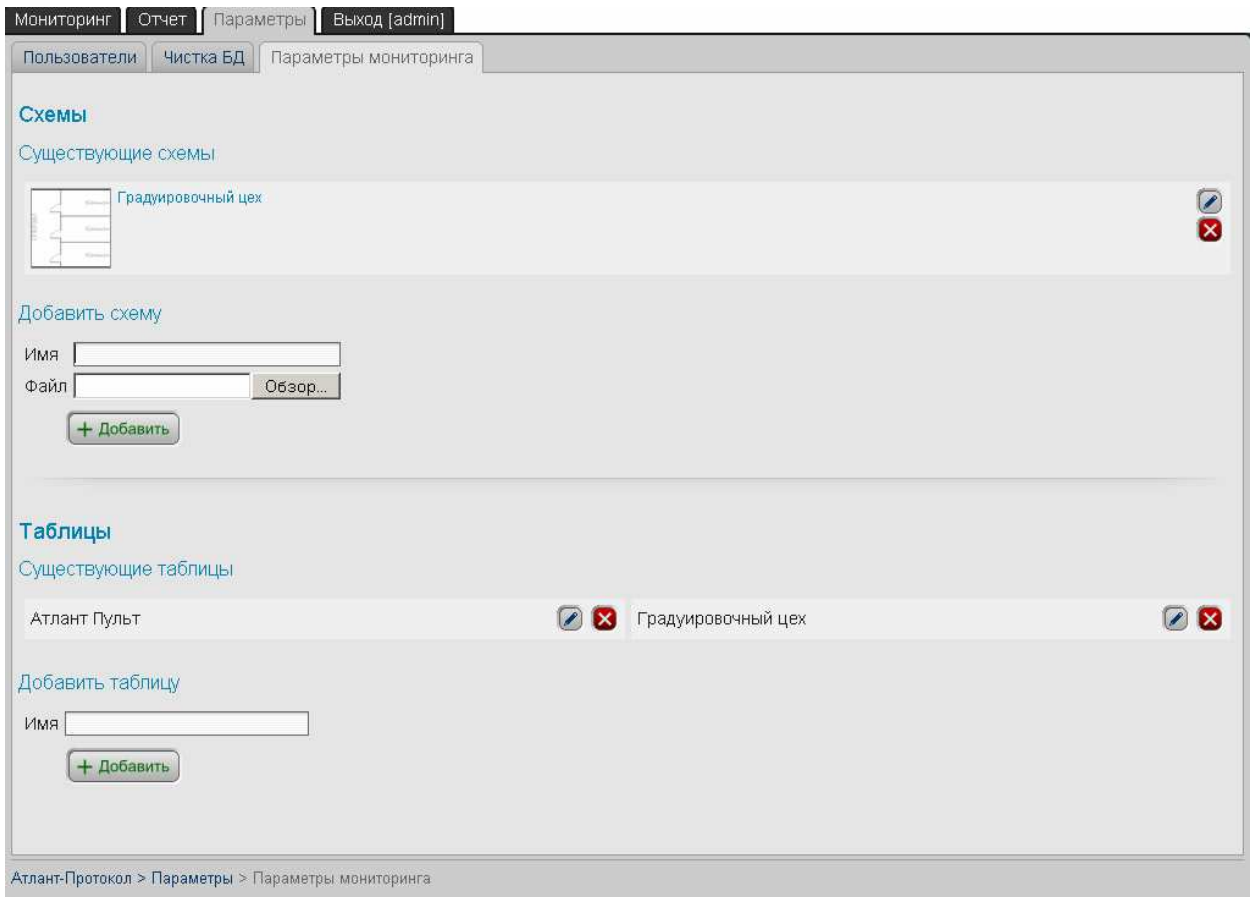 Мониторинг Отчет Параметры Выход [admin]
Пользователи Чистка БД Параметры мониторинга
Схемы
Существующие схемы
Градуировочный цех
Добавить схему
Имя
Файл Обзор...
+ Добавить
Таблицы
Существующие таблицы
Атлант Пульт Градуировочный цех
Добавить таблицу
Имя
+ Добавить
Атлант-Протокол > Параметры > Параметры мониторинга